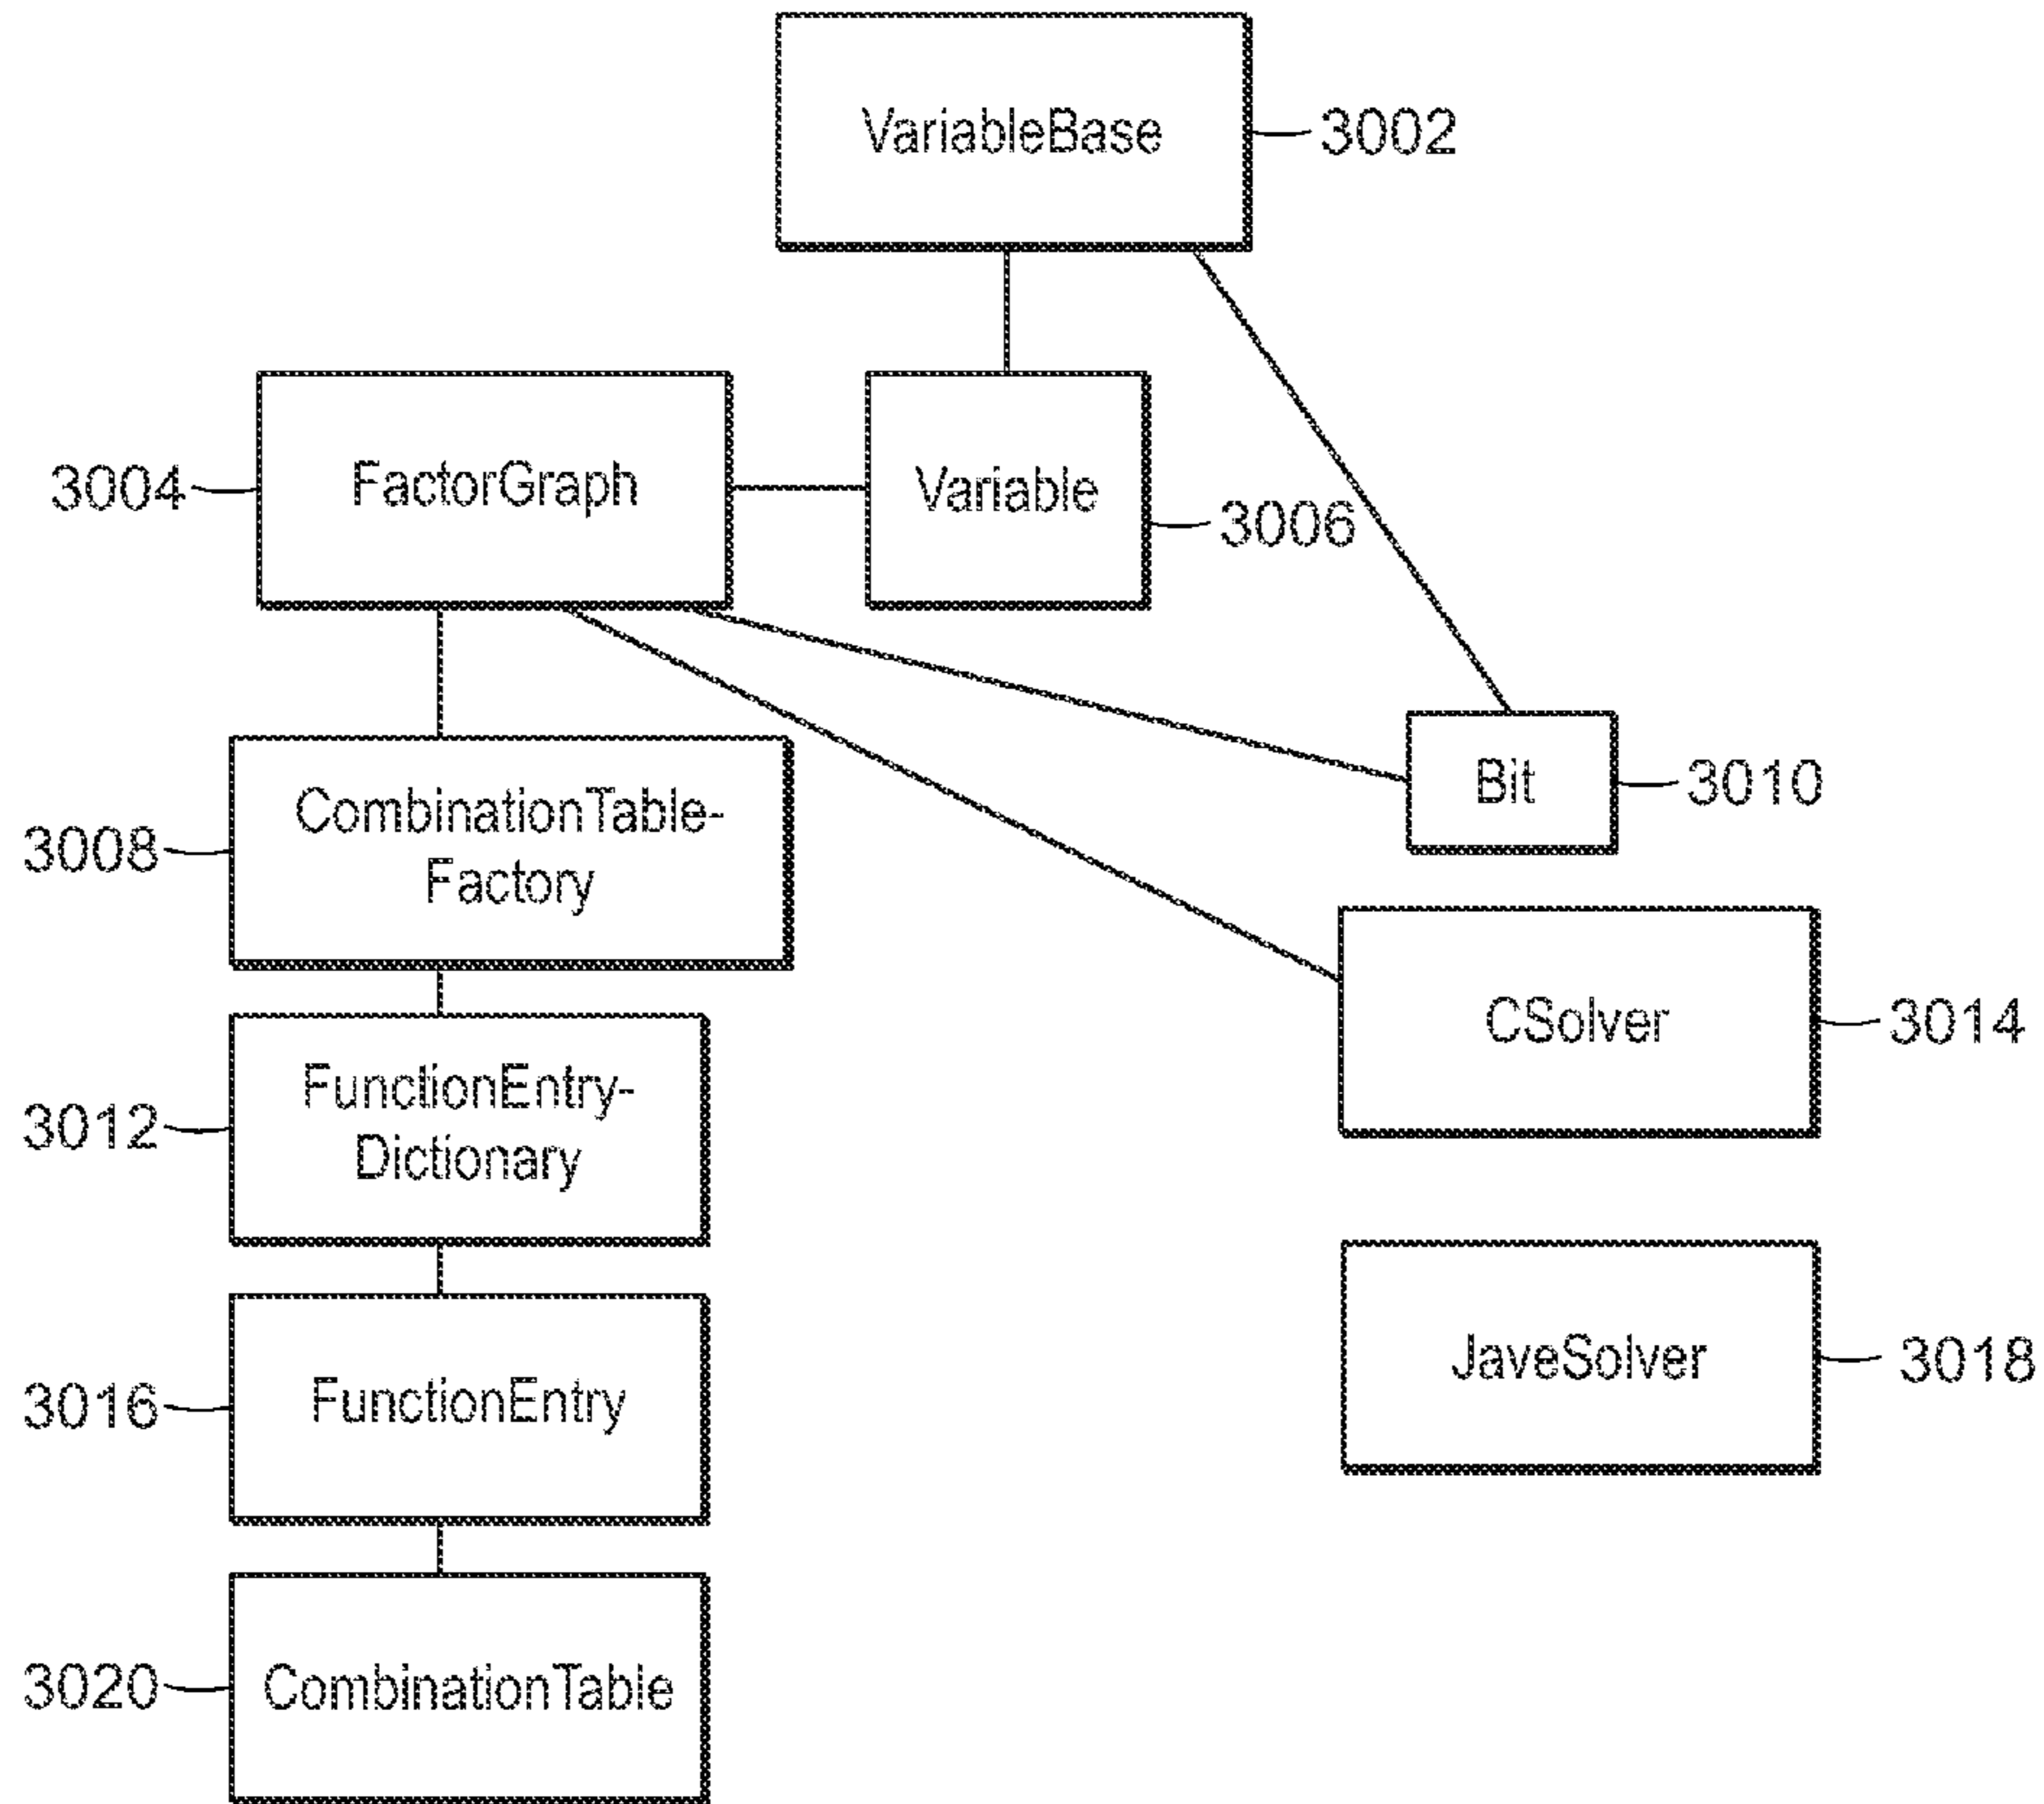 VariableBase
3002
3004
FactorGraph
Variable
3006
3008
CombinationTable-
Factory
Bit
3010
3012
FunctionEntry-
Dictionary
CSolver
3014
3016
FunctionEntry
JaveSolver
3018
3020
CombinationTable